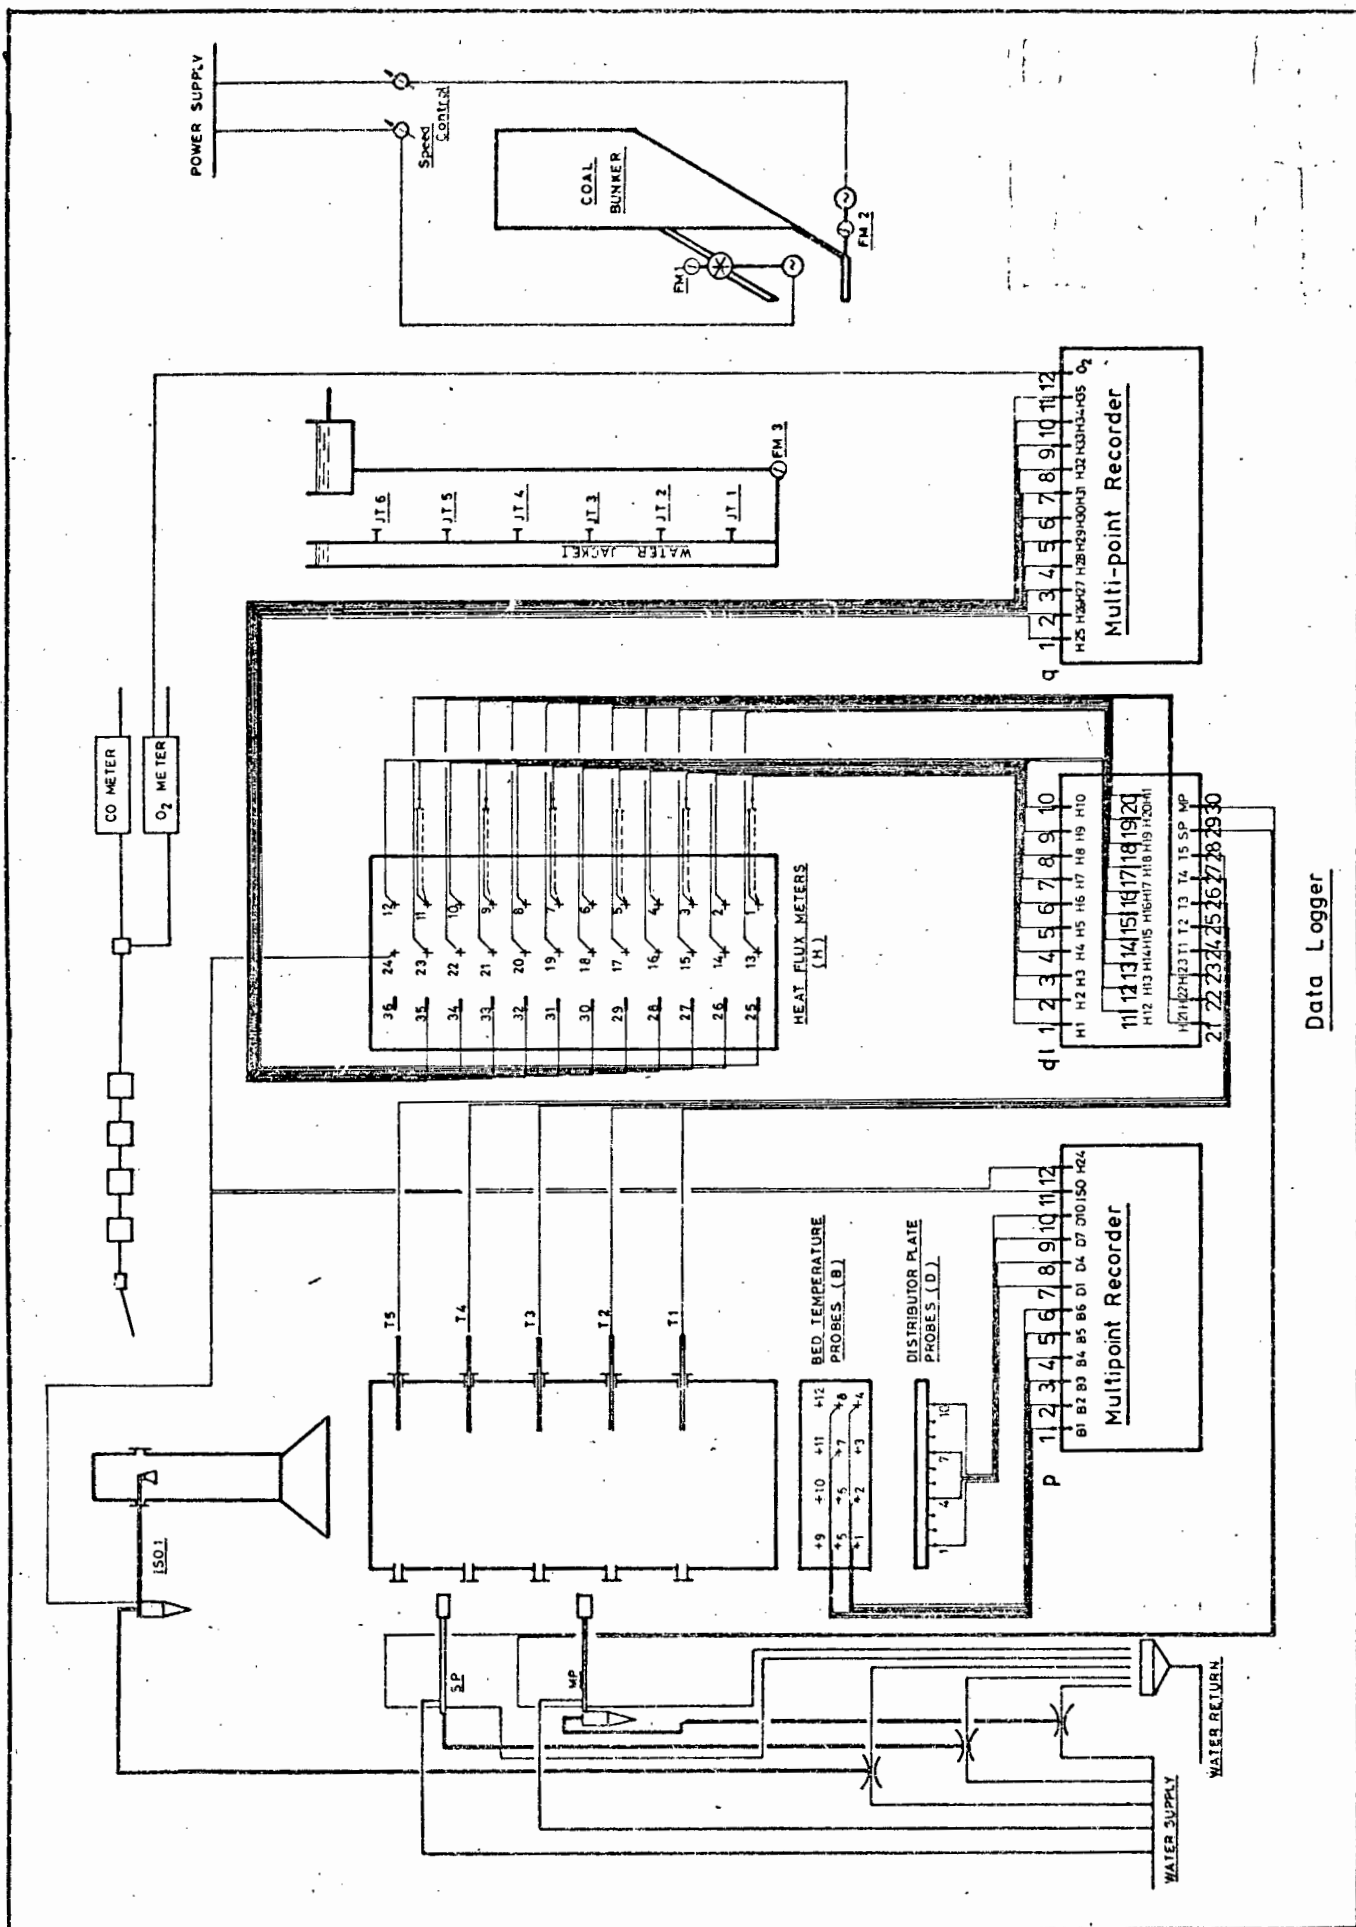 POWER SUPPLY
Speed Control
COAL BUNKER
FM1
FM 2
CO METER
O2 METER
JT 6
JT 5
JT 4
JT 3
JT 2
JT 1
FM 3
WATER JACKET
12 11 10 9 8 7 6 5 4 3 2 1
24 23 22 21 20 19 18 17 16 15 14 13
36 35 34 33 32 31 30 29 28 27 26 25
HEAT FLUX METERS
(H)
q
1 2 3 4 5 6 7 8 9 10 11 12
H25 H26 H27 H28 H29 H30 H31 H32 H33 H34 H35 O2
Multi-point Recorder
dl
1 2 3 4 5 6 7 8 9 10
H1 H2 H3 H4 H5 H6 H7 H8 H9 H10
11 12 13 14 15 16 17 18 19 20
H12 H13 H14 H15 H16 H17 H18 H19 H20 H11
H21 H22 H23 T1 T2 T3 T4 T5 SP MP
21 22 23 24 25 26 27 28 29 30
Data Logger
ISO1
T5
T4
T3
T2
T1
SP
MP
BED TEMPERATURE
PROBES (B)
+9 +10 +11 +12
+5 +6 +7 +8
+1 +2 +3 +4
DISTRIBUTOR PLATE
PROBES (D)
1 4 7 10
p
1 2 3 4 5 6 7 8 9 10 11 12
B1 B2 B3 B4 B5 B6 D1 D4 D7 D10 ISO H24
Multipoint Recorder
WATER SUPPLY
WATER RETURN